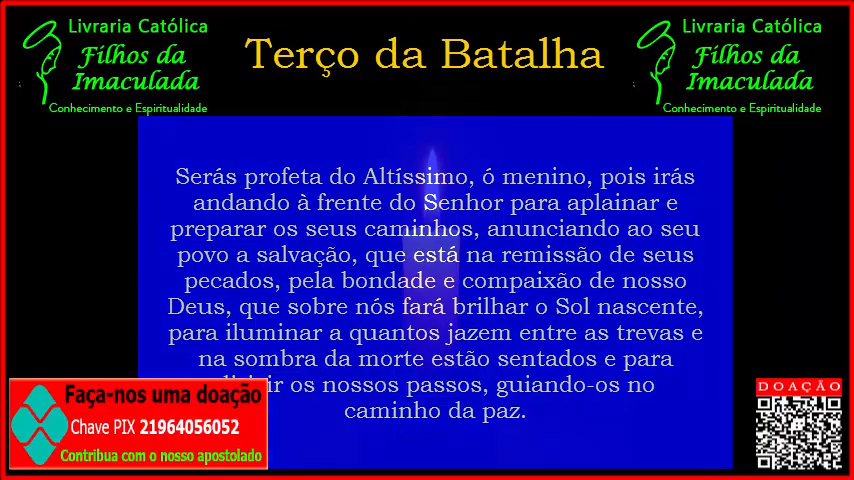 Livraria Católica
Filhos da
Imaculada
Conhecimento e Espiritualidade
Terço da Batalha
Livraria Católica
Filhos da
Imaculada
Conhecimento e Espiritualidade
Serás profeta do Altíssimo, ó menino, pois irás
andando à frente do Senhor para aplainar e
preparar os seus caminhos, anunciando ao seu
povo a salvação, que está na remissão de seus
pecados, pela bondade e compaixão de nosso
Deus, que sobre nós fará brilhar o Sol nascente,
para iluminar a quantos jazem entre as trevas e
na sombra da morte estão sentados e para
os nossos passos, guiando-os no
caminho da paz.
Faça-nos uma doação
Chave PIX 21964056052
Contribua com o nosso apostolado
DOAÇÃO